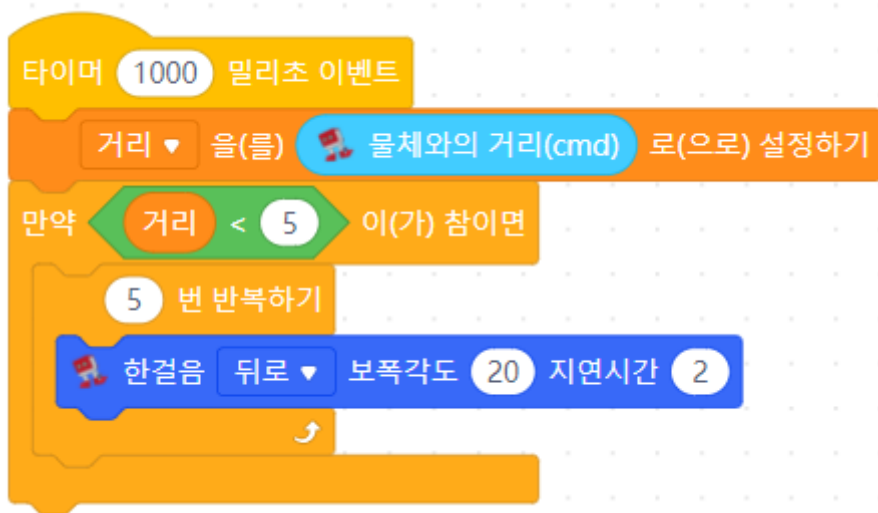 타이머 1000 밀리초 이벤트
거리 ▼ 을(를) 물체와의 거리(cmd) 로(으로) 설정하기
만약 거리 < 5 이(가) 참이면
5 번 반복하기
한걸음 뒤로 ▼ 보폭각도 20 지연시간 2